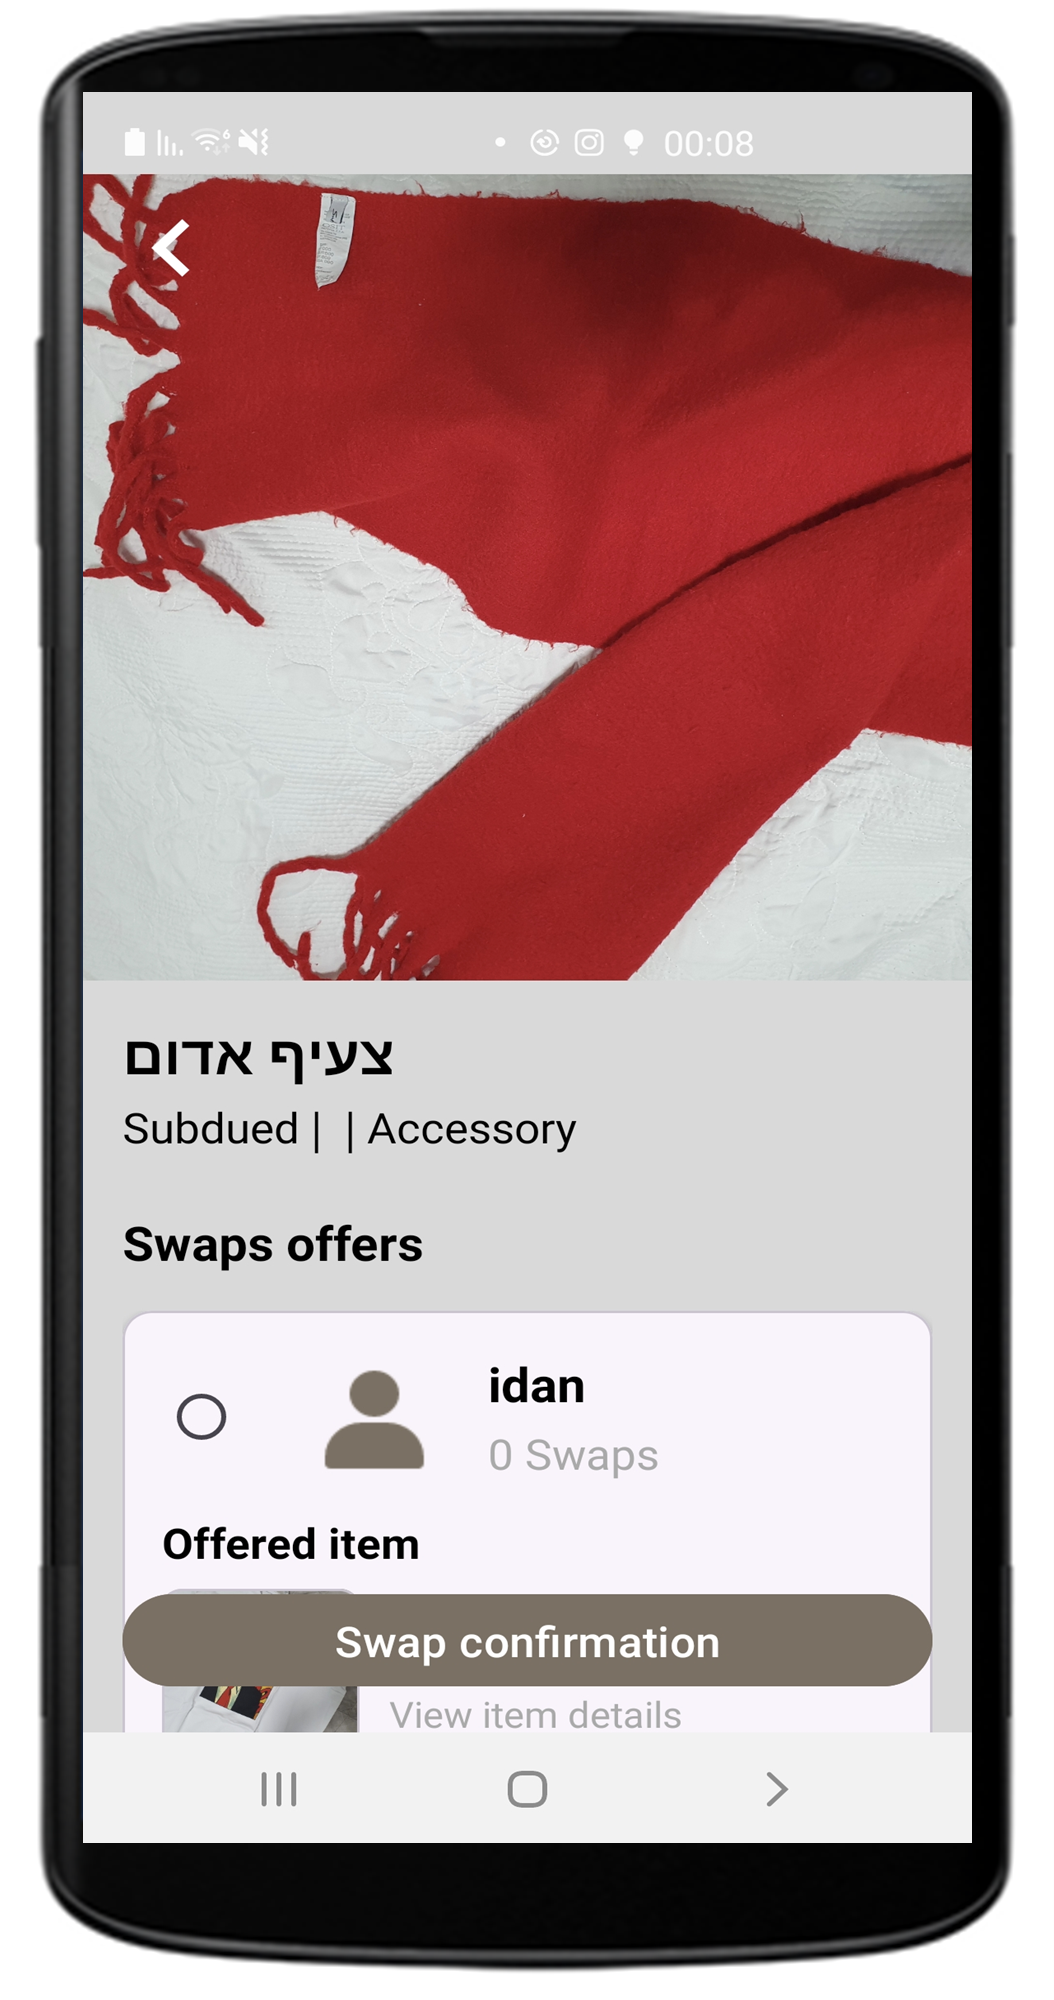 00:08
צעיף אדום
Subdued | | Accessory
Swaps offers
idan
0 Swaps
Offered item
Swap confirmation
View item details